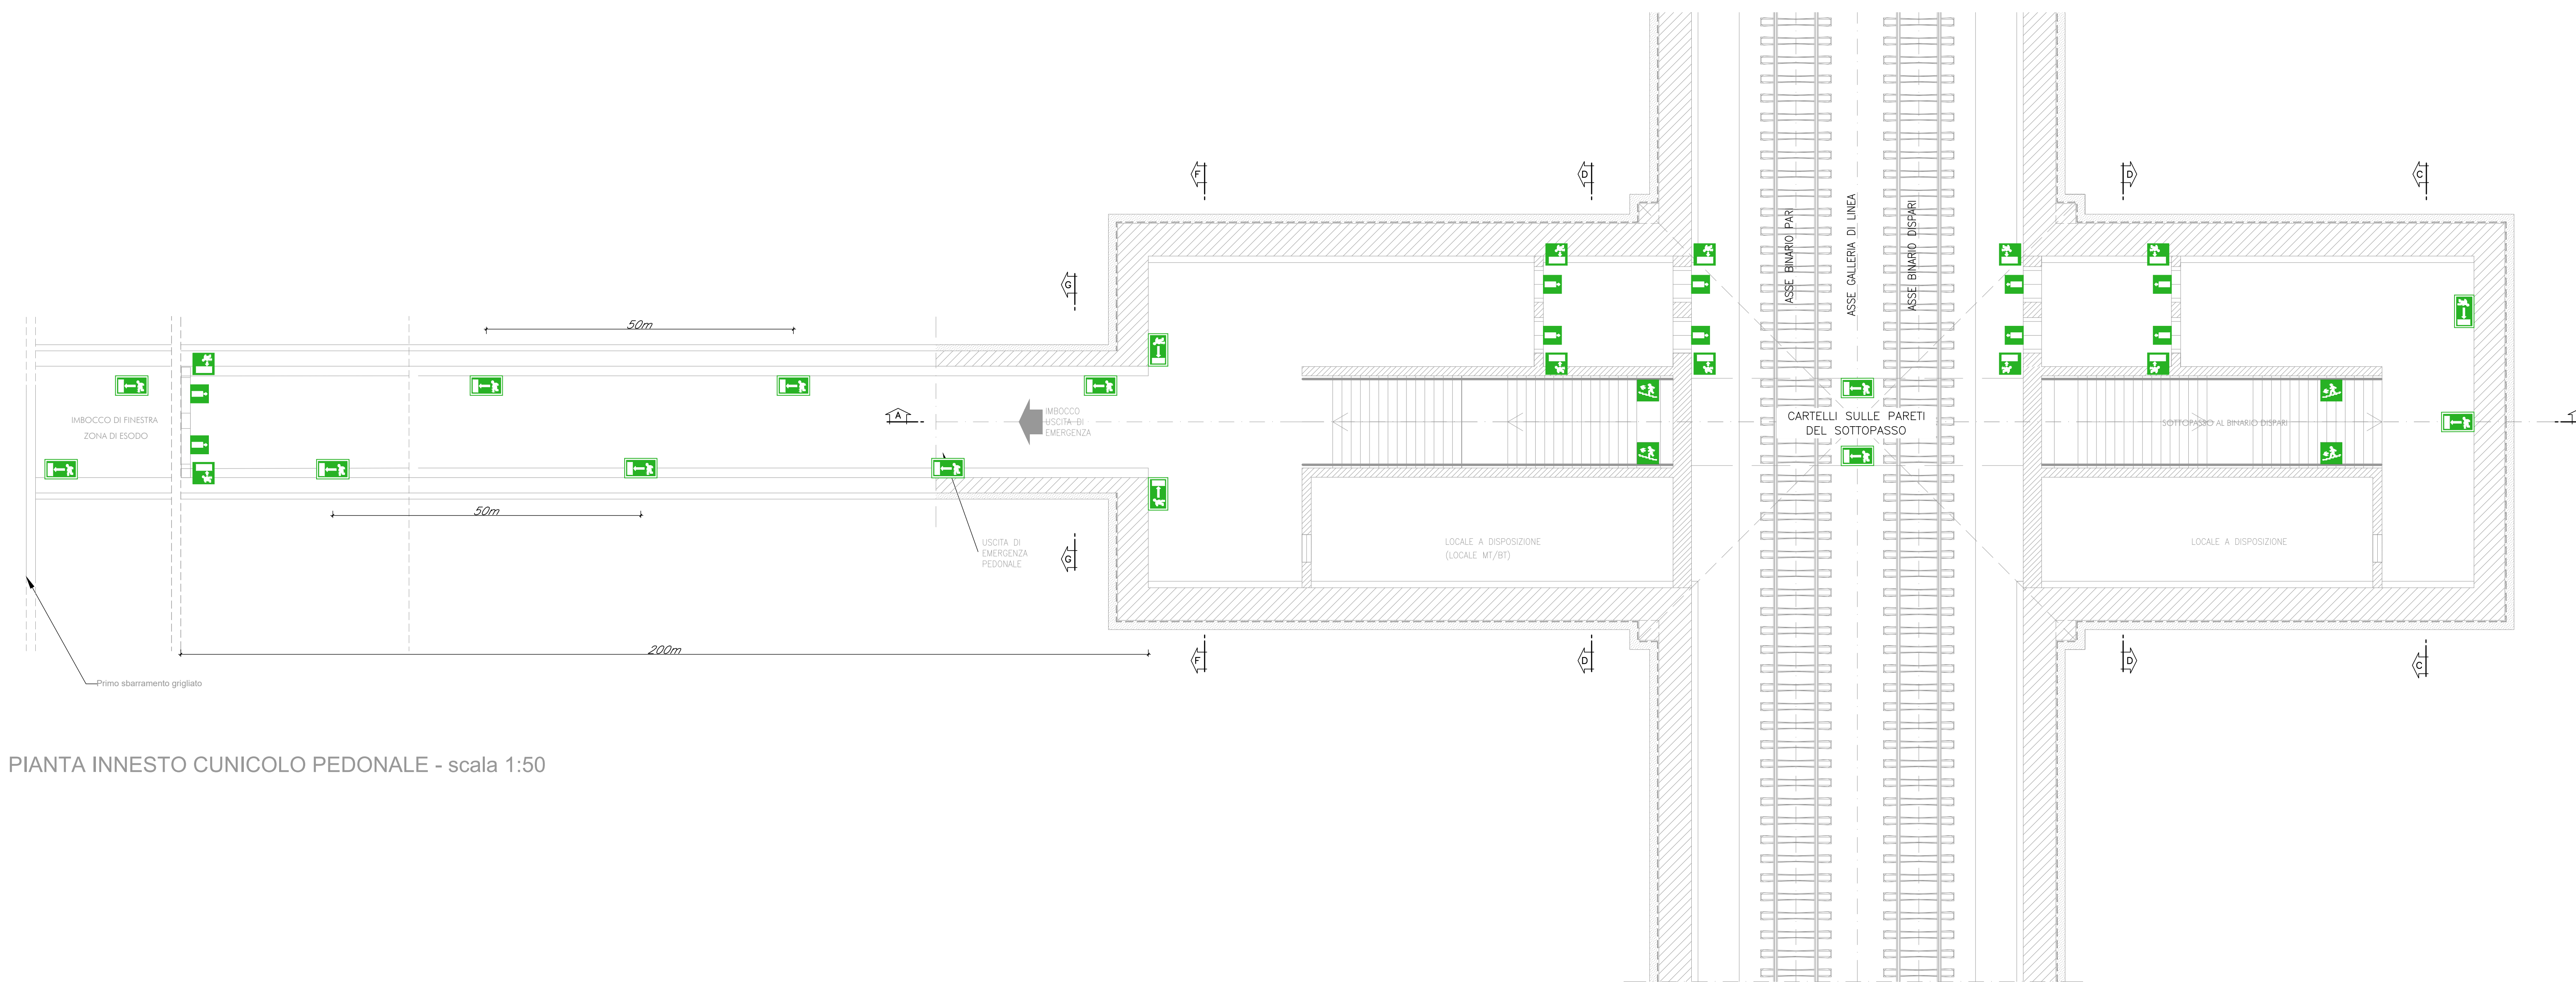 F
D
D
C
ASSE BINARIO PARI
ASSE GALLERIA DI LINEA
ASSE BINARIO DISPARI
G
50m
IMBOCCO DI FINESTRA
ZONA DI ESODO
A
IMBOCCO
USCITA DI
EMERGENZA
CARTELLI SULLE PARETI
DEL SOTTOPASSO
SOTTOPASSO AL BINARIO DISPARI
50m
USCITA DI
EMERGENZA
PEDONALE
G
LOCALE A DISPOSIZIONE
(LOCALE MT/BT)
LOCALE A DISPOSIZIONE
200m
F
D
D
C
Primo sbarramento grigliato
PIANTA INNESTO CUNICOLO PEDONALE - scala 1:50